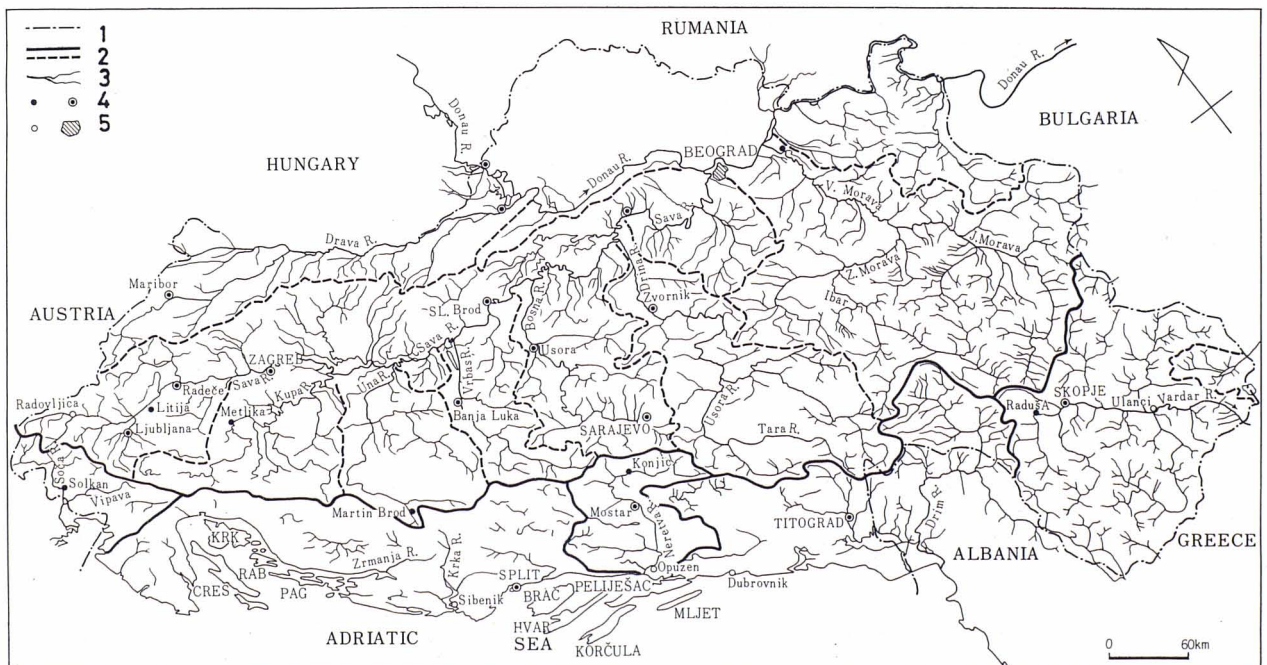 1
2
3
4
5
RUMANIA
Donau R.
BULGARIA
Donau R.
HUNGARY
BEOGRAD
Donau R.
V. Morava
Sava R.
Drava R.
J. Morava
Z. Morava
Drina R.
Maribor
Zvornik
Ibar
AUSTRIA
SL. Brod
Bosna R.
Sava R.
ZAGREB
Usora
Sava R.
Radeče
Kupa R.
Una R.
Vrbas R.
SKOPJE
Radovljica
Litija
Metlika
Banja Luka
Usora R.
RadušA
Ulanci
Vardar R.
Ljubljana
SARAJEVO
Tara R.
Soča R.
Konjic
Solkan
Vipava
Martin Brod
Mostar
Neretva R.
TITOGRAD
Drim R.
KRK
ALBANIA
GREECE
Zrmanja R.
Krka R.
RAB
Opuzen
CRES
PAG
SPLIT
PELIJEŠAC
Dubrovnik
Šibenik
BRAČ
MLJET
HVAR
ADRIATIC
SEA
KORČULA
0
60km